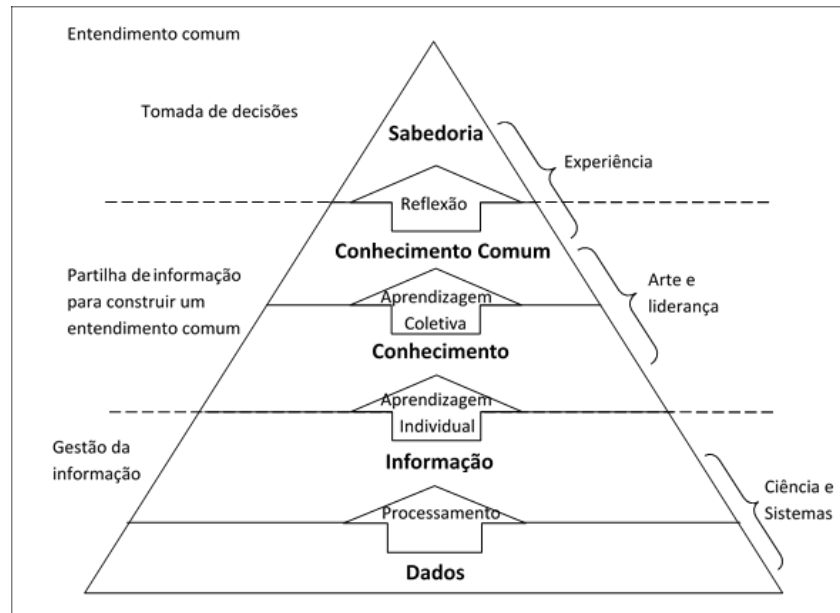 Entendimento comum
Tomada de decisões
Sabedoria
Experiência
Reflexão
Conhecimento Comum
Partilha de informação
para construir um
entendimento comum
Arte e
liderança
Aprendizagem
Coletiva
Conhecimento
Aprendizagem
Individual
Gestão da
informação
Informação
Ciência e
Sistemas
Processamento
Dados